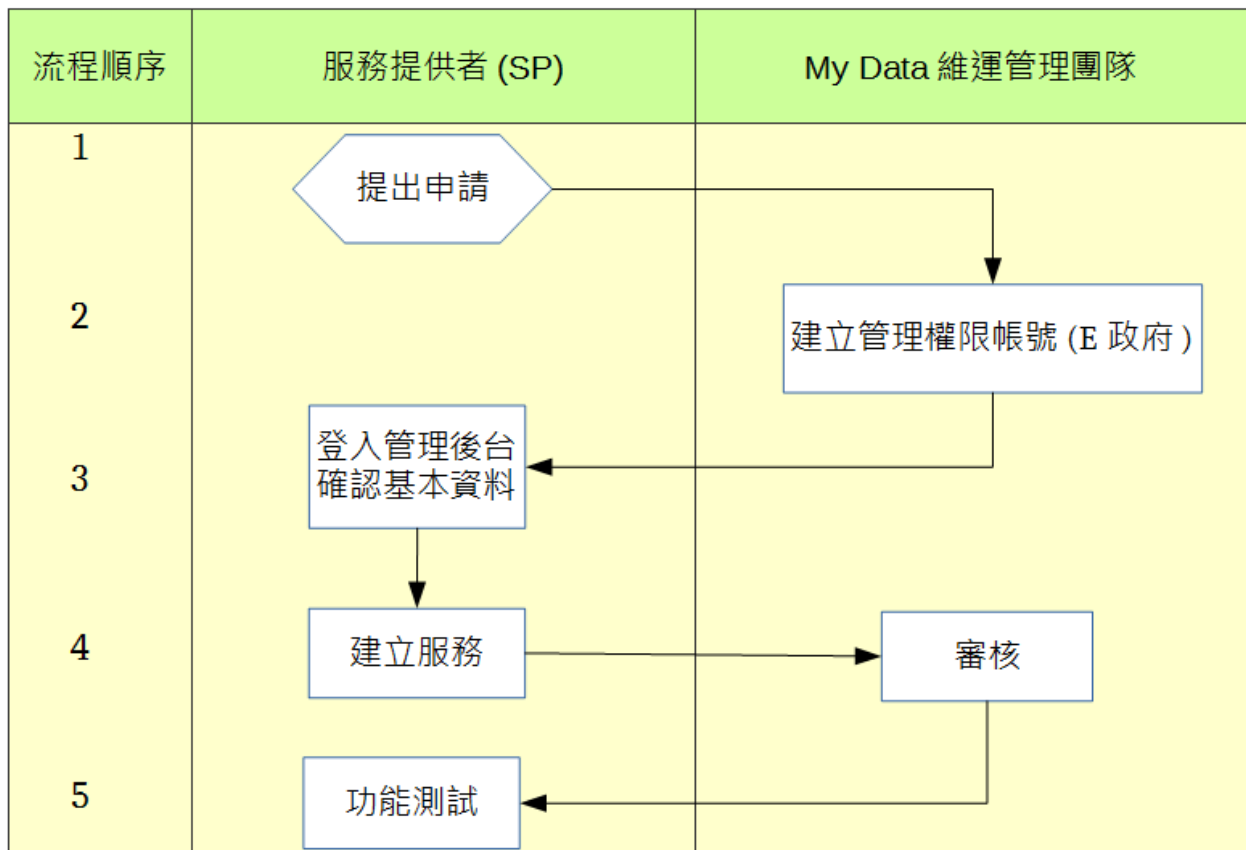 流程順序
服務提供者 (SP)
My Data 維運管理團隊
1
提出申請
2
建立管理權限帳號 (E 政府 )
3
登入管理後台
確認基本資料
4
建立服務
審核
5
功能測試